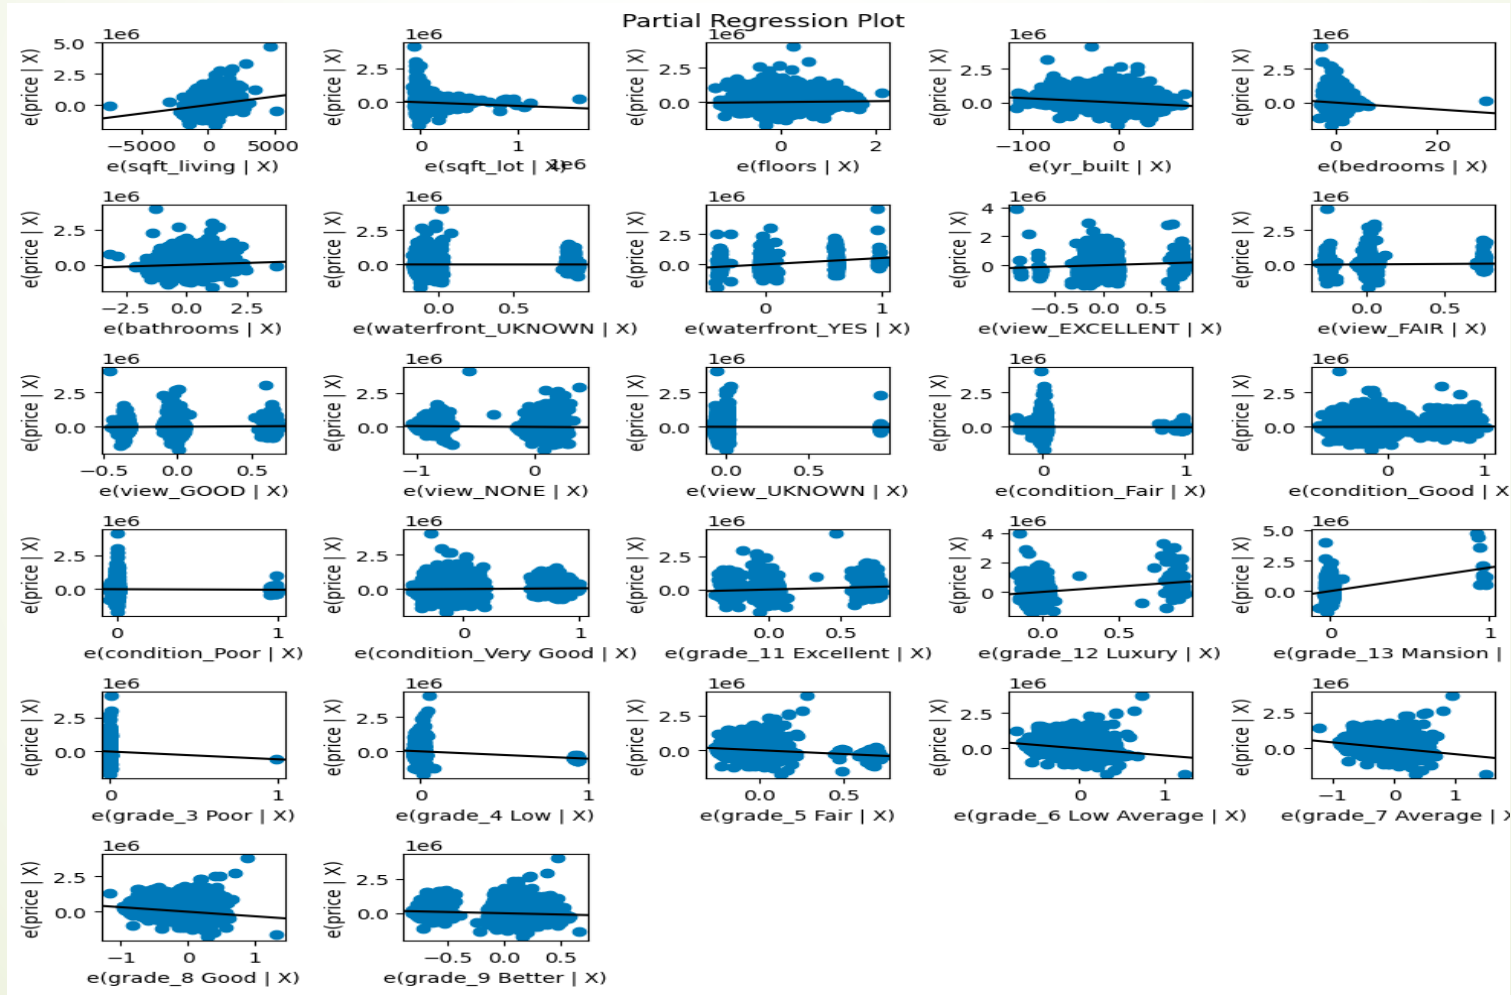 Partial Regression Plot
1e6 1e6 1e6 1e6 1e6
e(price | X) 5.0 2.5 0.0 e(price | X) 2.5 0.0 e(price | X) 2.5 0.0 e(price | X) 2.5 0.0 e(price | X) 2.5 0.0
−5000 0 5000 0 1 0 2 −100 0 0 20
e(sqft_living | X) e(sqft_lot | X) 1e6 e(floors | X) e(yr_built | X) e(bedrooms | X)
1e6 1e6 1e6 1e6 1e6
e(price | X) 2.5 0.0 e(price | X) 2.5 0.0 e(price | X) 2.5 0.0 e(price | X) 4 2 0 e(price | X) 2.5 0.0
−2.5 0.0 2.5 0.0 0.5 0 1 −0.5 0.0 0.5 0.0 0.5
e(bathrooms | X) e(waterfront_UKNOWN | X) e(waterfront_YES | X) e(view_EXCELLENT | X) e(view_FAIR | X)
1e6 1e6 1e6 1e6 1e6
e(price | X) 2.5 0.0 e(price | X) 2.5 0.0 e(price | X) 2.5 0.0 e(price | X) 2.5 0.0 e(price | X) 2.5 0.0
−0.5 0.0 0.5 −1 0 0.0 0.5 0 1 0 1
e(view_GOOD | X) e(view_NONE | X) e(view_UKNOWN | X) e(condition_Fair | X) e(condition_Good | X
1e6 1e6 1e6 1e6 1e6
e(price | X) 2.5 0.0 e(price | X) 2.5 0.0 e(price | X) 2.5 0.0 e(price | X) 4 2 0 e(price | X) 5.0 2.5 0.0
0 1 0 1 0.0 0.5 0.0 0.5 0 1
e(condition_Poor | X) e(condition_Very Good | X) e(grade_11 Excellent | X) e(grade_12 Luxury | X) e(grade_13 Mansion |
1e6 1e6 1e6 1e6 1e6
e(price | X) 2.5 0.0 e(price | X) 2.5 0.0 e(price | X) 2.5 0.0 e(price | X) 2.5 0.0 e(price | X) 2.5 0.0
0 1 0 1 0.0 0.5 0 1 −1 0 1
e(grade_3 Poor | X) e(grade_4 Low | X) e(grade_5 Fair | X) e(grade_6 Low Average | X) e(grade_7 Average |
1e6 1e6
e(price | X) 2.5 0.0 e(price | X) 2.5 0.0
−1 0 1 −0.5 0.0 0.5
e(grade_8 Good | X) e(grade_9 Better | X)